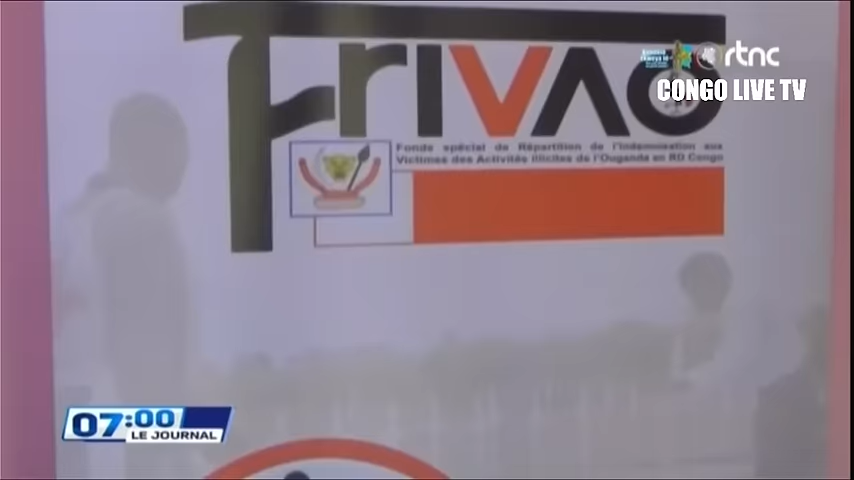 FRIVAO
rtnc
CONGO LIVE TV
Fonds spécial de Répartition de l'Indemnisation aux
Victimes des Activités illicites de l'Ouganda en RD Congo
07:00
LE JOURNAL